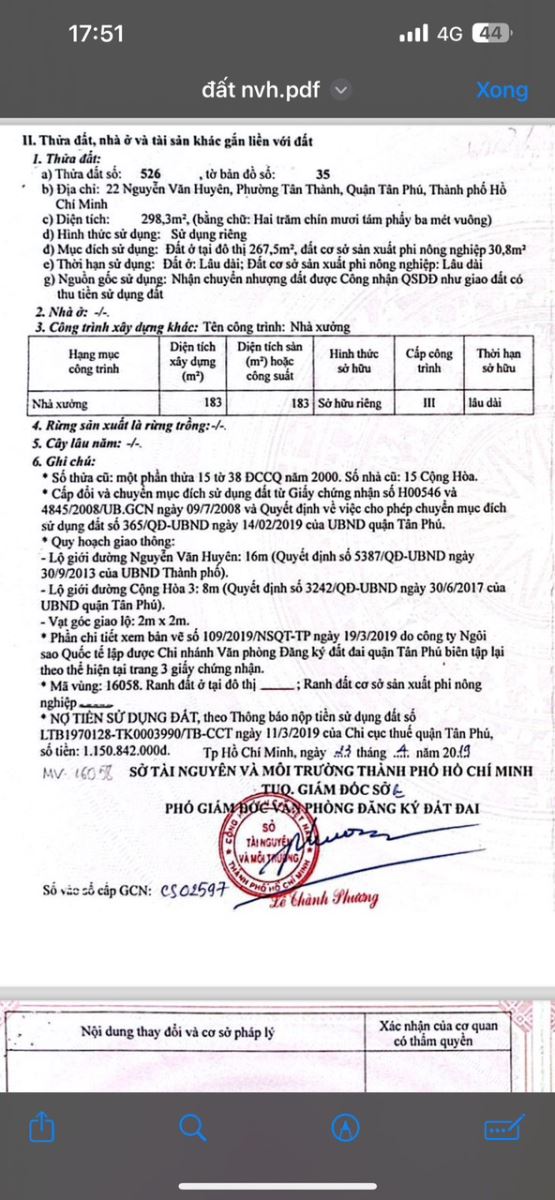 17:51
4G 44
đất nvh.pdf
Xong
II. Thửa đất, nhà ở và tài sản khác gắn liền với đất
1. Thửa đất:
a) Thửa đất số: 526 , tờ bản đồ số: 35
b) Địa chỉ: 22 Nguyễn Văn Huyên, Phường Tân Thành, Quận Tân Phú, Thành phố Hồ
Chí Minh
c) Diện tích: 298,3m², (bằng chữ: Hai trăm chín mươi tám phẩy ba mét vuông)
d) Hình thức sử dụng: Sử dụng riêng
đ) Mục đích sử dụng: Đất ở tại đô thị 267,5m², đất cơ sở sản xuất phi nông nghiệp 30,8m²
e) Thời hạn sử dụng: Đất ở: Lâu dài; Đất cơ sở sản xuất phi nông nghiệp: Lâu dài
g) Nguồn gốc sử dụng: Nhận chuyển nhượng đất được Công nhận QSDĐ như giao đất có
thu tiền sử dụng đất
2. Nhà ở: -/-.
3. Công trình xây dựng khác: Tên công trình: Nhà xưởng
Hạng mục công trình Diện tích xây dựng (m²) Diện tích sàn (m²) hoặc công suất Hình thức sở hữu Cấp công trình Thời hạn sở hữu
Nhà xưởng 183 183 Sở hữu riêng III lâu dài
4. Rừng sản xuất là rừng trồng:-/-.
5. Cây lâu năm: -/-.
6. Ghi chú:
* Số thửa cũ: một phần thửa 15 tờ 38 ĐCCQ năm 2000. Số nhà cũ: 15 Cộng Hòa.
* Cấp đổi và chuyển mục đích sử dụng đất từ Giấy chứng nhận số H00546 và
4845/2008/UB.GCN ngày 09/7/2008 và Quyết định về việc cho phép chuyển mục đích
sử dụng đất số 365/QĐ-UBND ngày 14/02/2019 của UBND quận Tân Phú.
* Quy hoạch giao thông:
- Lộ giới đường Nguyễn Văn Huyên: 16m (Quyết định số 5387/QĐ-UBND ngày
30/9/2013 của UBND Thành phố).
- Lộ giới đường Cộng Hòa 3: 8m (Quyết định số 3242/QĐ-UBND ngày 30/6/2017 của
UBND quận Tân Phú).
- Vạt góc giao lộ: 2m x 2m.
* Phần chi tiết xem bản vẽ số 109/2019/NSQT-TP ngày 19/3/2019 do công ty Ngôi
sao Quốc tế lập được Chi nhánh Văn phòng Đăng ký đất đai quận Tân Phú biên tập lại
theo thể hiện tại trang 3 giấy chứng nhận.
* Mã vùng: 16058. Ranh đất ở tại đô thị ; Ranh đất cơ sở sản xuất phi nông
nghiệp
* NỢ TIỀN SỬ DỤNG ĐẤT, theo Thông báo nộp tiền sử dụng đất số
LTB1970128-TK0003990/TB-CCT ngày 11/3/2019 của Chi cục thuế quận Tân Phú,
số tiền: 1.150.842.000đ. Tp Hồ Chí Minh, ngày tháng 4 năm 2019
MV. 16058 SỞ TÀI NGUYÊN VÀ MÔI TRƯỜNG THÀNH PHỐ HỒ CHÍ MINH
TUQ. GIÁM ĐỐC SỞ
PHÓ GIÁM ĐỐC VĂN PHÒNG ĐĂNG KÝ ĐẤT ĐAI
SỞ
TÀI NGUYÊN
VÀ MÔI TRƯỜNG
THÀNH PHỐ HỒ CHÍ MINH
Số vào sổ cấp GCN: CS02597
Lê Thành Phương
Nội dung thay đổi và cơ sở pháp lý
Xác nhận của cơ quan
có thẩm quyền